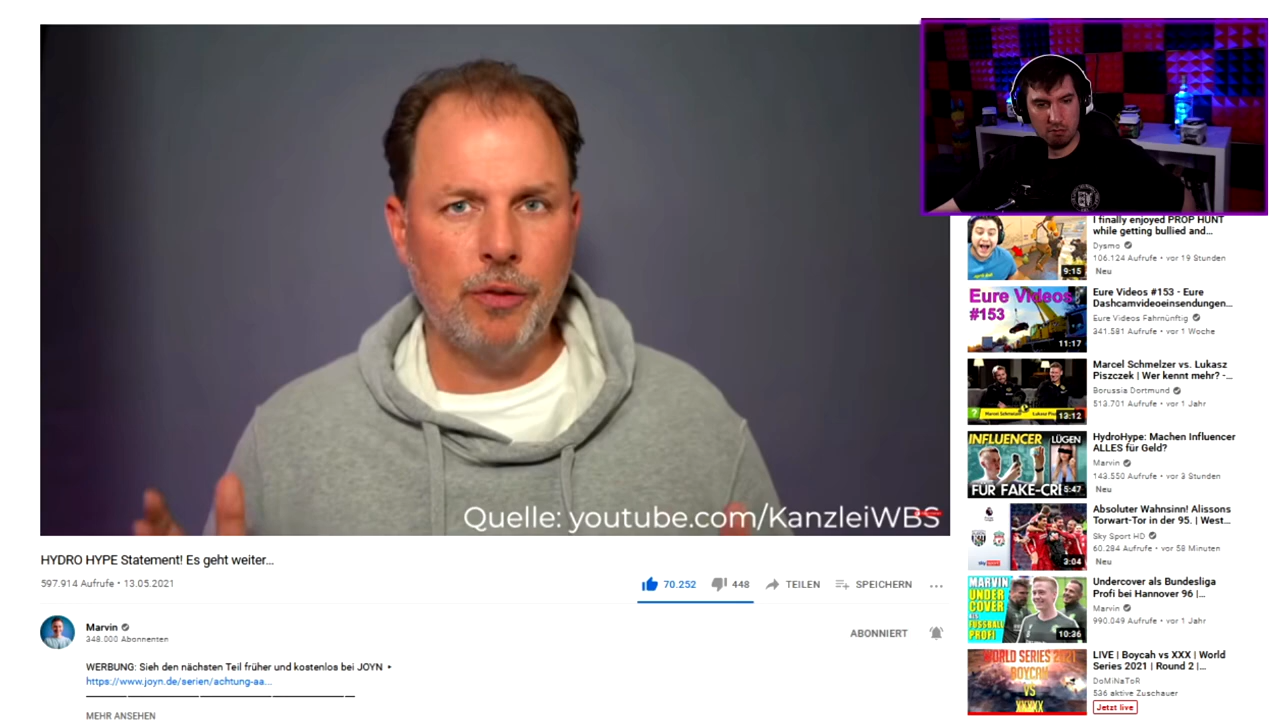 Quelle: youtube.com/KanzleiWBS
HYDRO HYPE Statement! Es geht weiter...
597.914 Aufrufe • 13.05.2021
70.252
448
TEILEN
SPEICHERN
Marvin
348.000 Abonnenten
ABONNIERT
WERBUNG: Sieh den nächsten Teil früher und kostenlos bei JOYN
https://www.joyn.de/serien/achtung-aa...
MEHR ANSEHEN
9:15
I finally enjoyed PROP HUNT
while getting bullied and...
Dysmo
106.124 Aufrufe • vor 19 Stunden
Neu
Eure Videos
#153
11:17
Eure Videos #153 - Eure
Dashcamvideoeinsendungen...
Eure Videos Fahrnünftig
341.581 Aufrufe • vor 1 Woche
Marcel Schmelzer
13:12
Marcel Schmelzer vs. Lukasz
Piszczek | Wer kennt mehr? -...
Borussia Dortmund
513.701 Aufrufe • vor 1 Jahr
INFLUENCER LÜGEN
FÜR FAKE-CRE
5:47
HydroHype: Machen Influencer
ALLES für Geld?
Marvin
143.550 Aufrufe • vor 3 Stunden
Neu
3:04
Absoluter Wahnsinn! Alissons
Torwart-Tor in der 95. | West...
Sky Sport HD
60.284 Aufrufe • vor 58 Minuten
Neu
MARVIN
UNDER
COVER
ALS
FUSSBALL
PROFI
10:36
Undercover als Bundesliga
Profi bei Hannover 96 |...
Marvin
990.049 Aufrufe • vor 1 Jahr
WORLD SERIES 2021
BOYCAH
VS
XXXXX
LIVE | Boycah vs XXX | World
Series 2021 | Round 2 |...
DoMiNaToR
536 aktive Zuschauer
Jetzt live